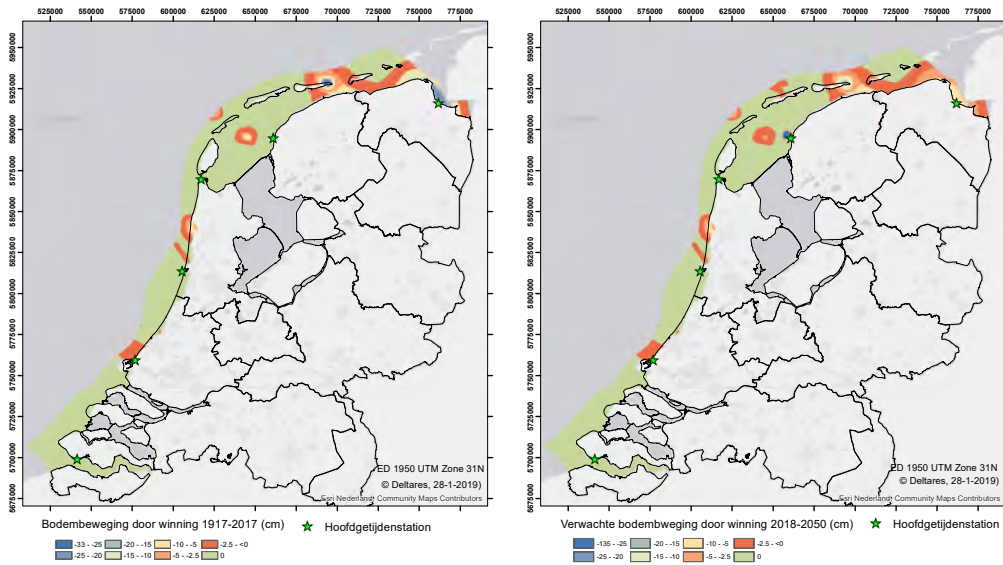 525000 550000 575000 600000 625000 650000 675000 700000 725000 750000 775000
5950000
5925000
5900000
5875000
5850000
5825000
5800000
5775000
5750000
5725000
5700000
5675000
ED 1950 UTM Zone 31N
© Deltares, 28-1-2019)
Esri Nederland, Community Maps Contributors
Bodembeweging door winning 1917-2017 (cm) Hoofdgetijdenstation
-33 - -25 -20 - -15 -10 - -5 -2.5 - <0
-25 - -20 -15 - -10 -5 - -2.5 0
525000 550000 575000 600000 625000 650000 675000 700000 725000 750000 775000
5950000
5925000
5900000
5875000
5850000
5825000
5800000
5775000
5750000
5725000
5700000
5675000
ED 1950 UTM Zone 31N
© Deltares, 28-1-2019)
Esri Nederland, Community Maps Contributors
Verwachte bodembweging door winning 2018-2050 (cm) Hoofdgetijdenstation
-135 - -25 -20 - -15 -10 - -5 -2.5 - <0
-25 - -20 -15 - -10 -5 - -2.5 0